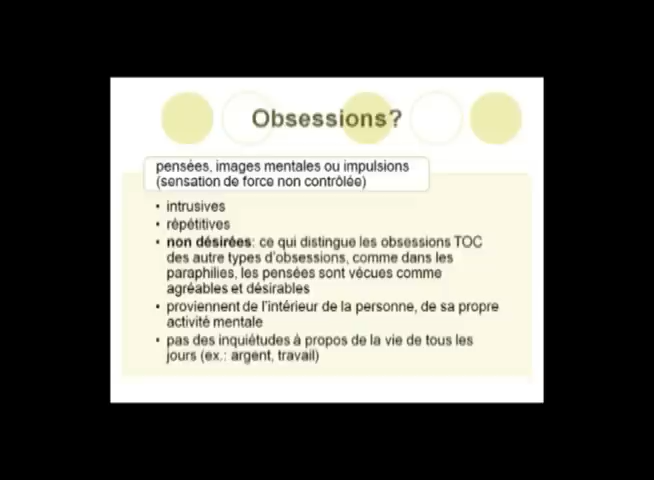 Obsessions?
pensées, images mentales ou impulsions
(sensation de force non contrôlée)
• intrusives
• répétitives
• non désirées: ce qui distingue les obsessions TOC
des autre types d'obsessions, comme dans les
paraphilies, les pensées sont vécues comme
agréables et désirables
• proviennent de l'intérieur de la personne, de sa propre
activité mentale
• pas des inquiétudes à propos de la vie de tous les
jours (ex.: argent, travail)